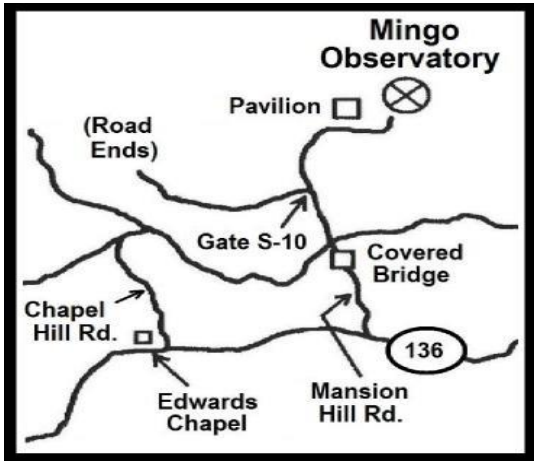 Mingo
Observatory
Pavilion
(Road
Ends)
Gate S-10
Covered
Bridge
Chapel
Hill Rd.
136
Edwards
Chapel
Mansion
Hill Rd.